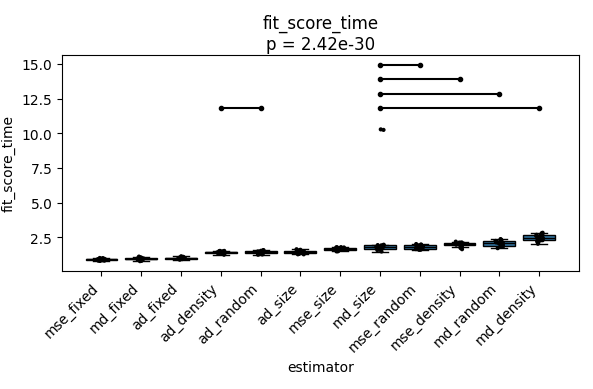 fit_score_time
p = 2.42e-30
fit_score_time
15.0
12.5
10.0
7.5
5.0
2.5
mse_fixed
md_fixed
ad_fixed
ad_density
ad_random
ad_size
mse_size
md_size
mse_random
mse_density
md_random
md_density
estimator